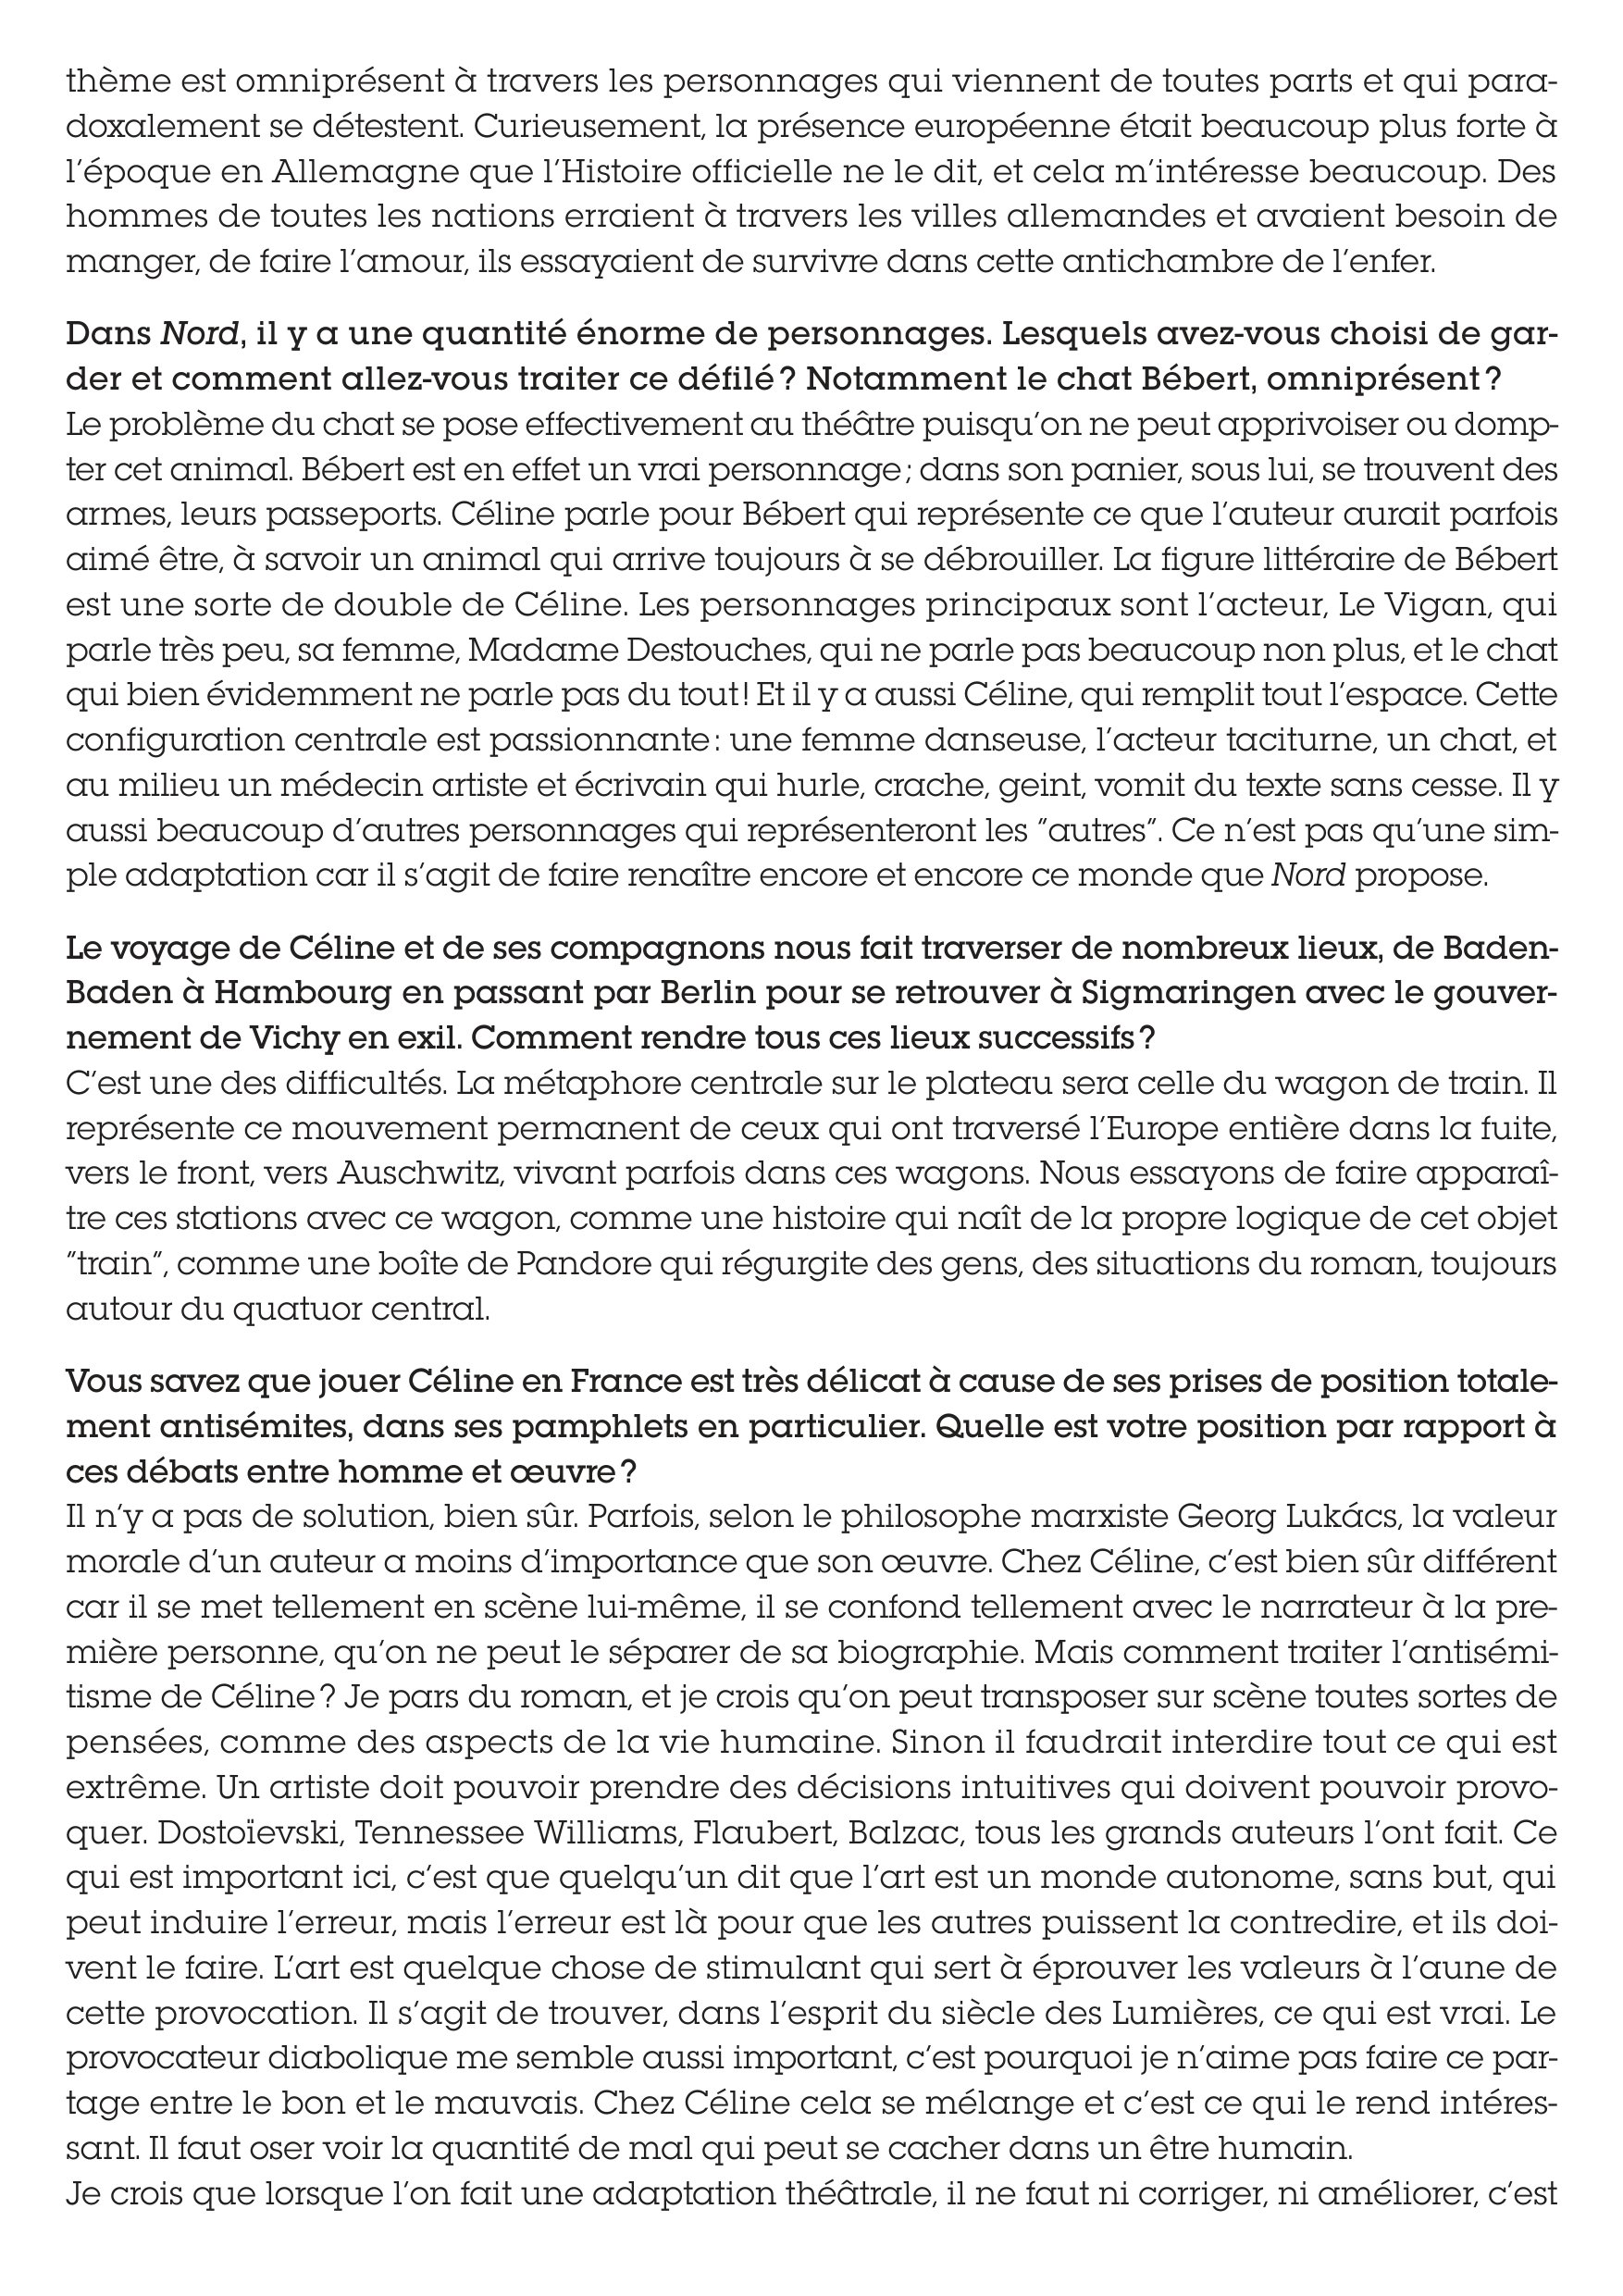 thème est omniprésent à travers les personnages qui viennent de toutes parts et qui para-
doxalement se détestent. Curieusement, la présence européenne était beaucoup plus forte à
l’époque en Allemagne que l’Histoire officielle ne le dit, et cela m’intéresse beaucoup. Des
hommes de toutes les nations erraient à travers les villes allemandes et avaient besoin de
manger, de faire l’amour, ils essayaient de survivre dans cette antichambre de l’enfer.
Dans Nord, il y a une quantité énorme de personnages. Lesquels avez-vous choisi de gar-
der et comment allez-vous traiter ce défilé ? Notamment le chat Bébert, omniprésent ?
Le problème du chat se pose effectivement au théâtre puisqu’on ne peut apprivoiser ou domp-
ter cet animal. Bébert est en effet un vrai personnage ; dans son panier, sous lui, se trouvent des
armes, leurs passeports. Céline parle pour Bébert qui représente ce que l’auteur aurait parfois
aimé être, à savoir un animal qui arrive toujours à se débrouiller. La figure littéraire de Bébert
est une sorte de double de Céline. Les personnages principaux sont l’acteur, Le Vigan, qui
parle très peu, sa femme, Madame Destouches, qui ne parle pas beaucoup non plus, et le chat
qui bien évidemment ne parle pas du tout ! Et il y a aussi Céline, qui remplit tout l’espace. Cette
configuration centrale est passionnante : une femme danseuse, l’acteur taciturne, un chat, et
au milieu un médecin artiste et écrivain qui hurle, crache, geint, vomit du texte sans cesse. Il y
aussi beaucoup d’autres personnages qui représenteront les "autres". Ce n’est pas qu’une sim-
ple adaptation car il s’agit de faire renaître encore et encore ce monde que Nord propose.
Le voyage de Céline et de ses compagnons nous fait traverser de nombreux lieux, de Baden-
Baden à Hambourg en passant par Berlin pour se retrouver à Sigmaringen avec le gouver-
nement de Vichy en exil. Comment rendre tous ces lieux successifs ?
C’est une des difficultés. La métaphore centrale sur le plateau sera celle du wagon de train. Il
représente ce mouvement permanent de ceux qui ont traversé l’Europe entière dans la fuite,
vers le front, vers Auschwitz, vivant parfois dans ces wagons. Nous essayons de faire apparaî-
tre ces stations avec ce wagon, comme une histoire qui naît de la propre logique de cet objet
"train", comme une boîte de Pandore qui régurgite des gens, des situations du roman, toujours
autour du quatuor central.
Vous savez que jouer Céline en France est très délicat à cause de ses prises de position totale-
ment antisémites, dans ses pamphlets en particulier. Quelle est votre position par rapport à
ces débats entre homme et œuvre ?
Il n’y a pas de solution, bien sûr. Parfois, selon le philosophe marxiste Georg Lukács, la valeur
morale d’un auteur a moins d’importance que son œuvre. Chez Céline, c’est bien sûr différent
car il se met tellement en scène lui-même, il se confond tellement avec le narrateur à la pre-
mière personne, qu’on ne peut le séparer de sa biographie. Mais comment traiter l’antisémi-
tisme de Céline ? Je pars du roman, et je crois qu’on peut transposer sur scène toutes sortes de
pensées, comme des aspects de la vie humaine. Sinon il faudrait interdire tout ce qui est
extrême. Un artiste doit pouvoir prendre des décisions intuitives qui doivent pouvoir provo-
quer. Dostoïevski, Tennessee Williams, Flaubert, Balzac, tous les grands auteurs l’ont fait. Ce
qui est important ici, c’est que quelqu’un dit que l’art est un monde autonome, sans but, qui
peut induire l’erreur, mais l’erreur est là pour que les autres puissent la contredire, et ils doi-
vent le faire. L’art est quelque chose de stimulant qui sert à éprouver les valeurs à l’aune de
cette provocation. Il s’agit de trouver, dans l’esprit du siècle des Lumières, ce qui est vrai. Le
provocateur diabolique me semble aussi important, c’est pourquoi je n’aime pas faire ce par-
tage entre le bon et le mauvais. Chez Céline cela se mélange et c’est ce qui le rend intéres-
sant. Il faut oser voir la quantité de mal qui peut se cacher dans un être humain.
Je crois que lorsque l’on fait une adaptation théâtrale, il ne faut ni corriger, ni améliorer, c’est